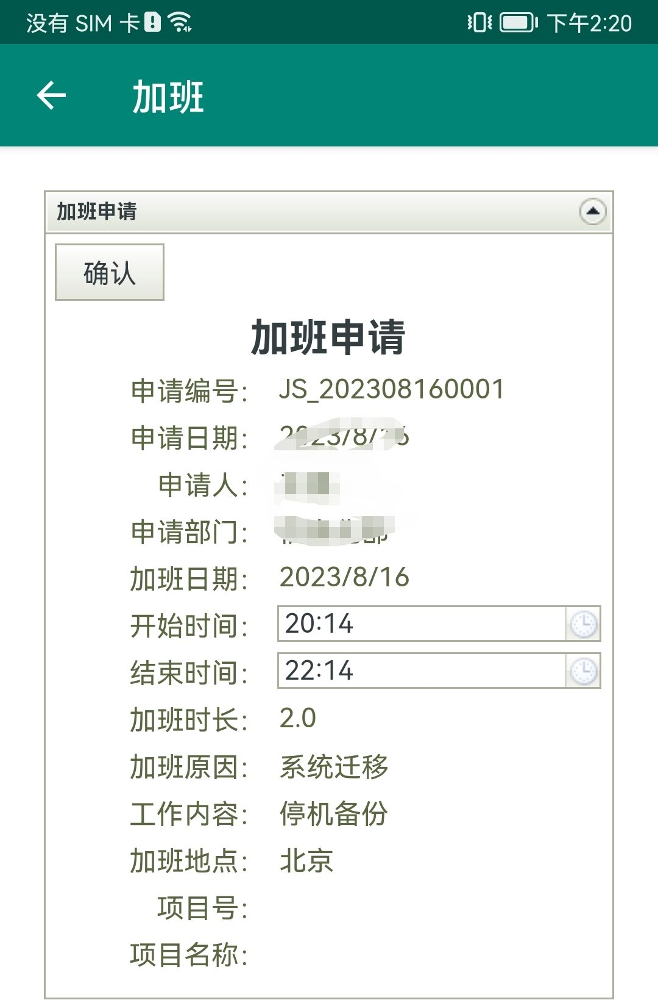 没有 SIM 卡 下午2:20
加班
加班申请
确认
加班申请
申请编号: JS_202308160001
申请日期: 2023/8/16
申请人:
申请部门:
加班日期: 2023/8/16
开始时间: 20:14
结束时间: 22:14
加班时长: 2.0
加班原因: 系统迁移
工作内容: 停机备份
加班地点: 北京
项目号:
项目名称: